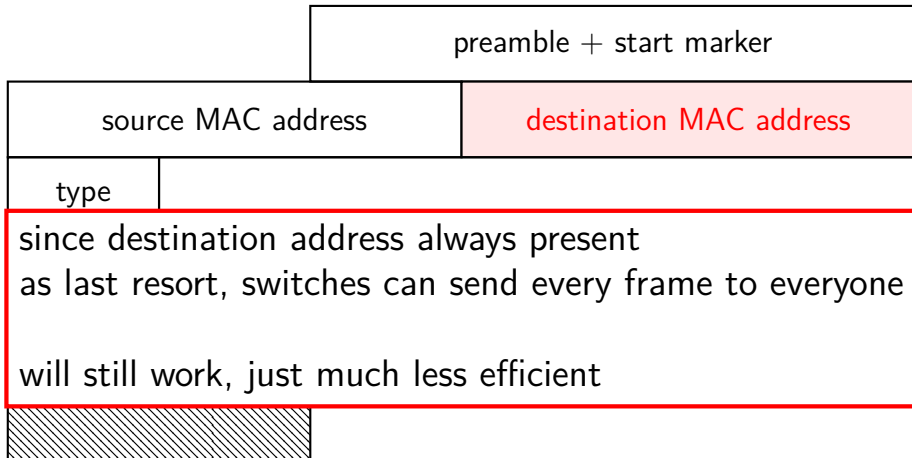 preamble + start marker
source MAC address destination MAC address
type
since destination address always present
as last resort, switches can send every frame to everyone
will still work, just much less efficient